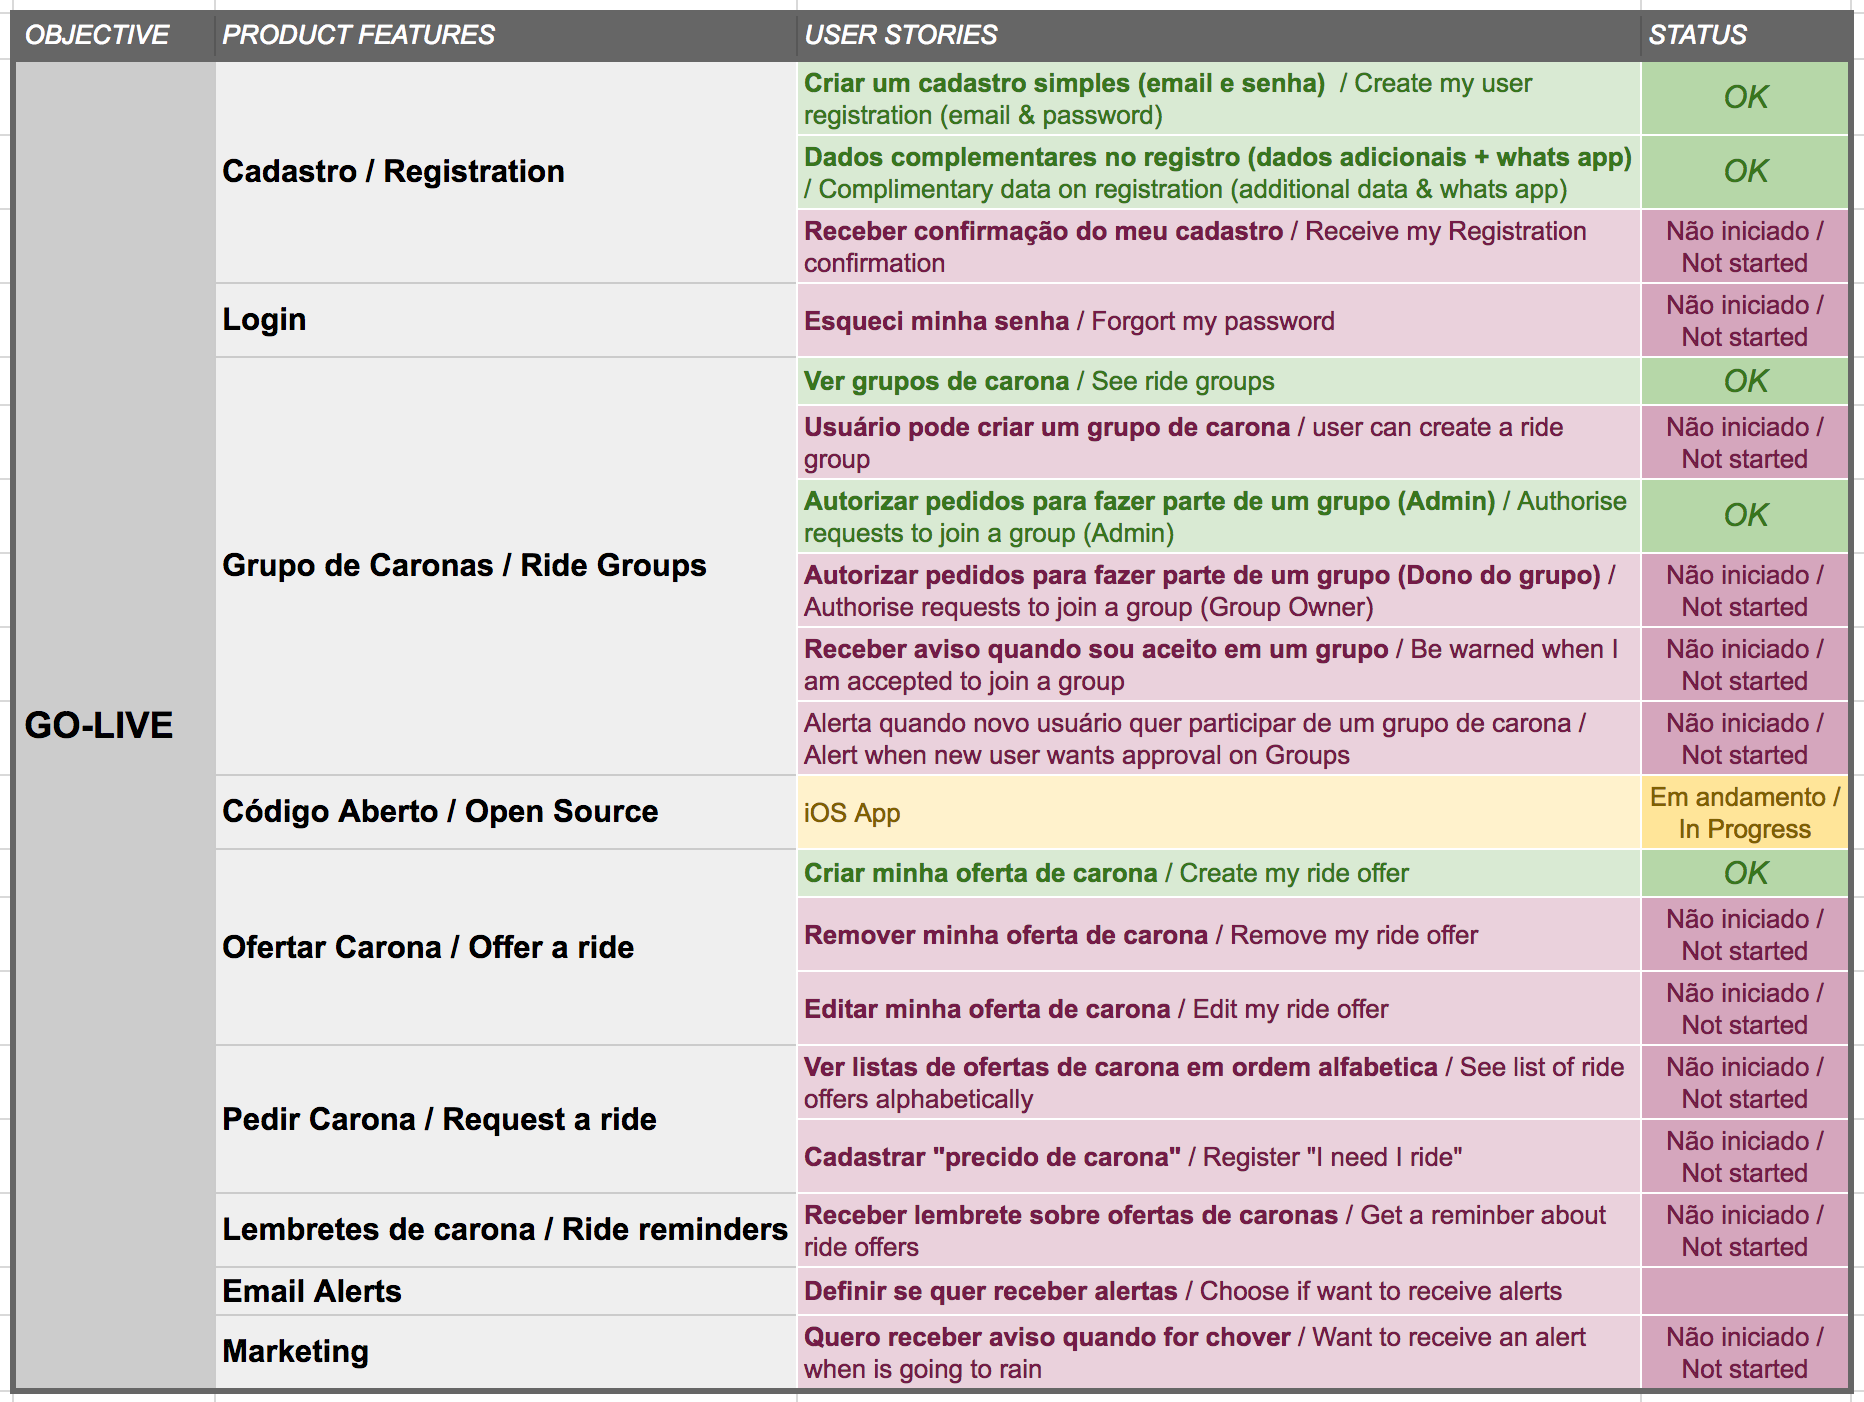 OBJECTIVE PRODUCT FEATURES USER STORIES STATUS
GO-LIVE
Cadastro / Registration
Criar um cadastro simples (email e senha) / Create my user
registration (email & password)
OK
Dados complementares no registro (dados adicionais + whats app)
/ Complimentary data on registration (additional data & whats app)
OK
Receber confirmação do meu cadastro / Receive my Registration
confirmation
Não iniciado /
Not started
Login
Esqueci minha senha / Forgort my password
Não iniciado /
Not started
Grupo de Caronas / Ride Groups
Ver grupos de carona / See ride groups
OK
Usuário pode criar um grupo de carona / user can create a ride
group
Não iniciado /
Not started
Autorizar pedidos para fazer parte de um grupo (Admin) / Authorise
requests to join a group (Admin)
OK
Autorizar pedidos para fazer parte de um grupo (Dono do grupo) /
Authorise requests to join a group (Group Owner)
Não iniciado /
Not started
Receber aviso quando sou aceito em um grupo / Be warned when I
am accepted to join a group
Não iniciado /
Not started
Alerta quando novo usuário quer participar de um grupo de carona /
Alert when new user wants approval on Groups
Não iniciado /
Not started
Código Aberto / Open Source
iOS App
Em andamento /
In Progress
Ofertar Carona / Offer a ride
Criar minha oferta de carona / Create my ride offer
OK
Remover minha oferta de carona / Remove my ride offer
Não iniciado /
Not started
Editar minha oferta de carona / Edit my ride offer
Não iniciado /
Not started
Pedir Carona / Request a ride
Ver listas de ofertas de carona em ordem alfabetica / See list of ride
offers alphabetically
Não iniciado /
Not started
Cadastrar "precido de carona" / Register "I need I ride"
Não iniciado /
Not started
Lembretes de carona / Ride reminders
Receber lembrete sobre ofertas de caronas / Get a reminber about
ride offers
Não iniciado /
Not started
Email Alerts
Definir se quer receber alertas / Choose if want to receive alerts
Marketing
Quero receber aviso quando for chover / Want to receive an alert
when is going to rain
Não iniciado /
Not started